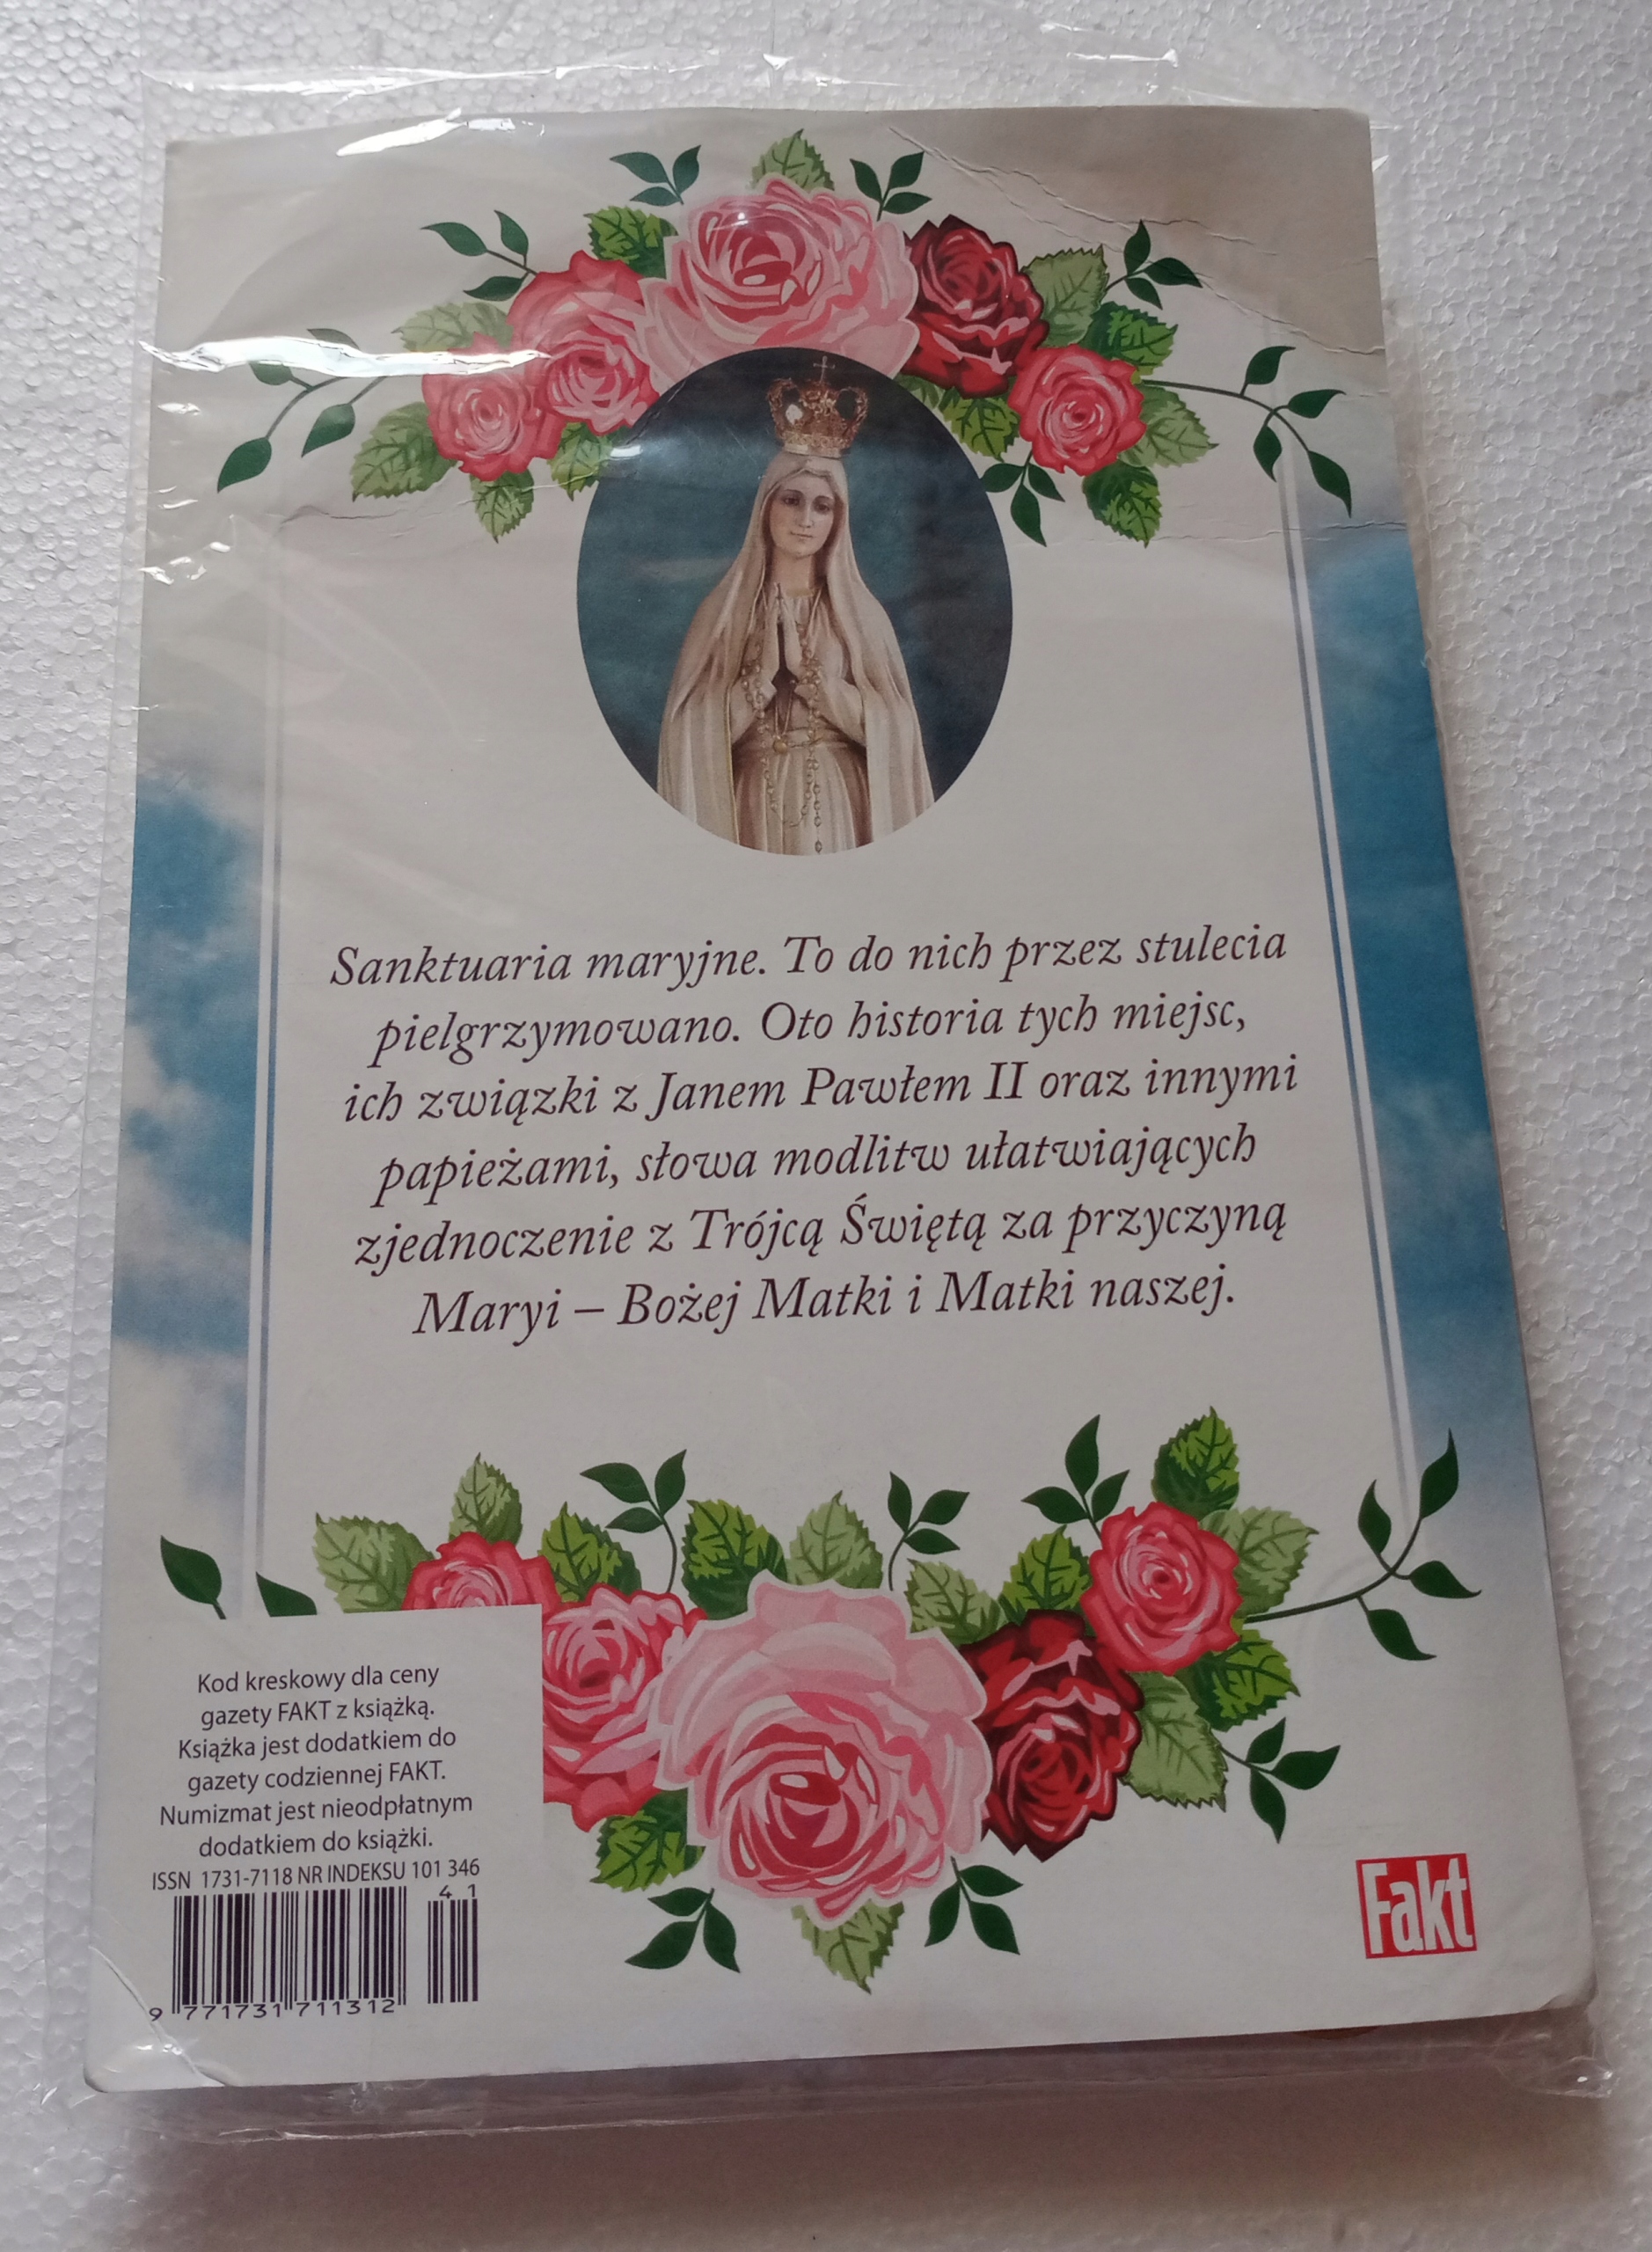 Sanktuaria maryjne. To do nich przez stulecia
pielgrzymowano. Oto historia tych miejsc,
ich związki z Janem Pawłem II oraz innymi
papieżami, słowa modlitw ułatwiających
zjednoczenie z Trójcą Świętą za przyczyną
Maryi – Bożej Matki i Matki naszej.
Kod kreskowy dla ceny
gazety FAKT z książką.
Książka jest dodatkiem do
gazety codziennej FAKT.
Numizmat jest nieodpłatnym
dodatkiem do książki.
ISSN 1731-7118 NR INDEKSU 101 346
4 1
9 771731 711312
Fakt